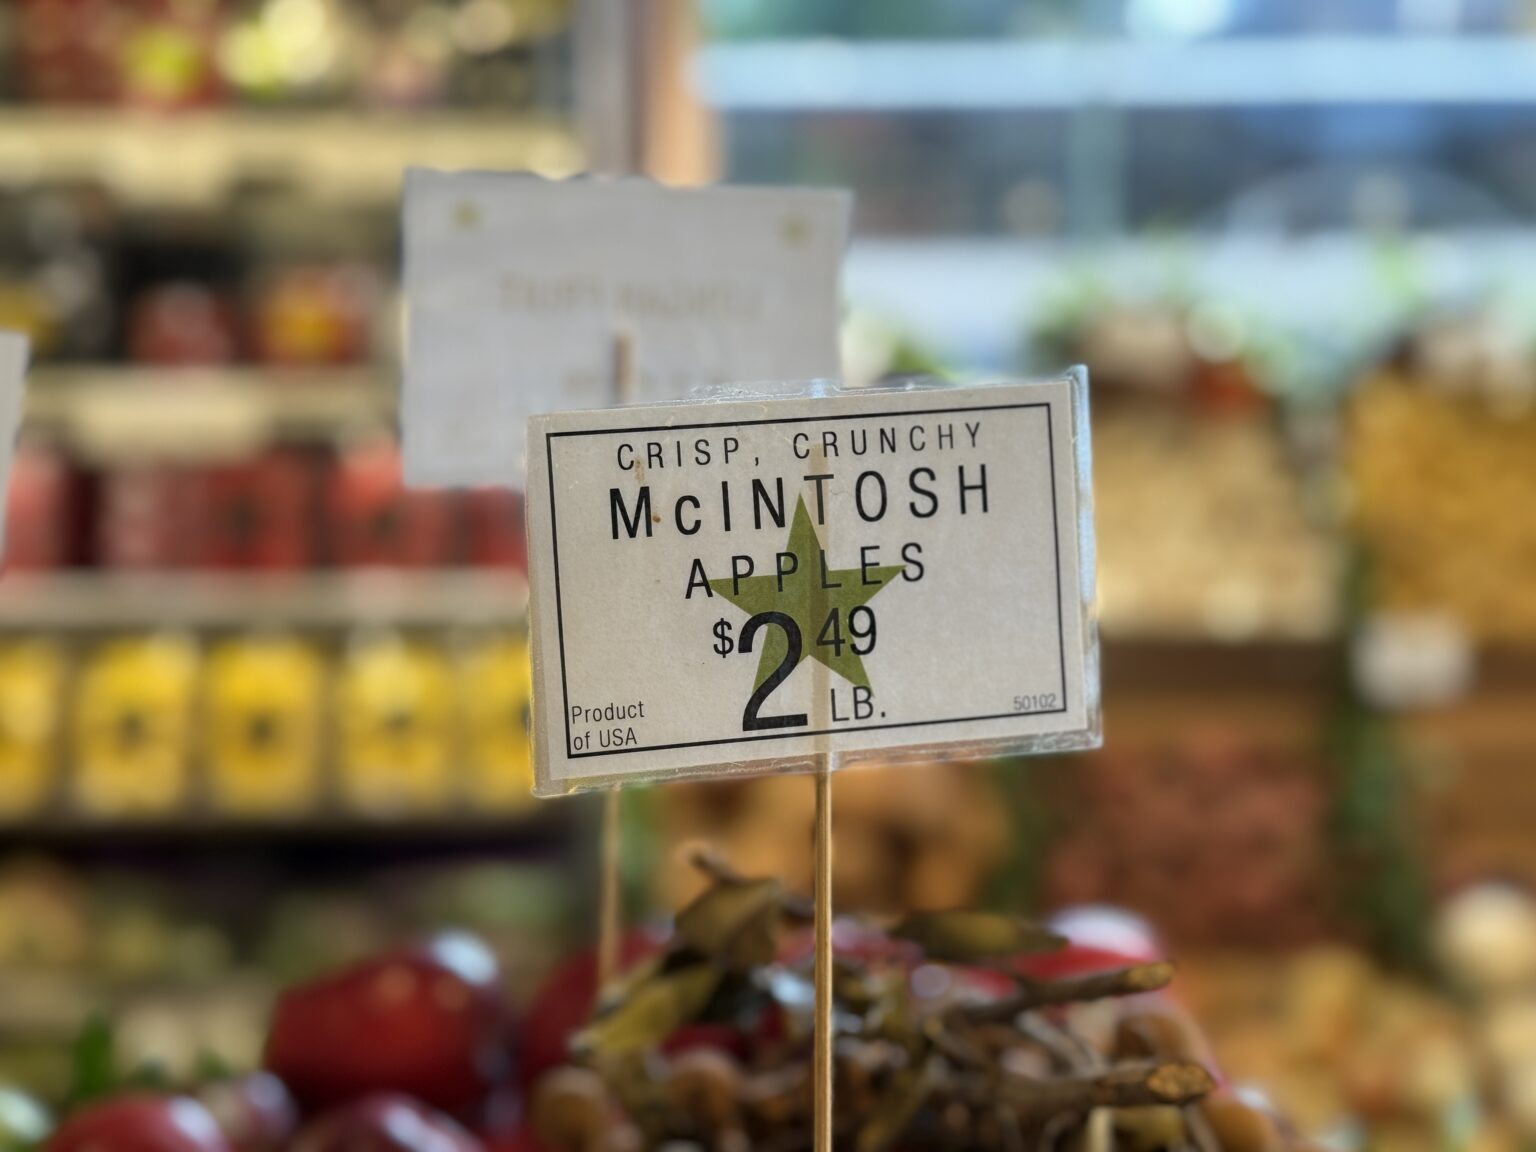 CRISP, CRUNCHY
McINTOSH
APPLES
$2 49
LB.
Product
of USA
50102